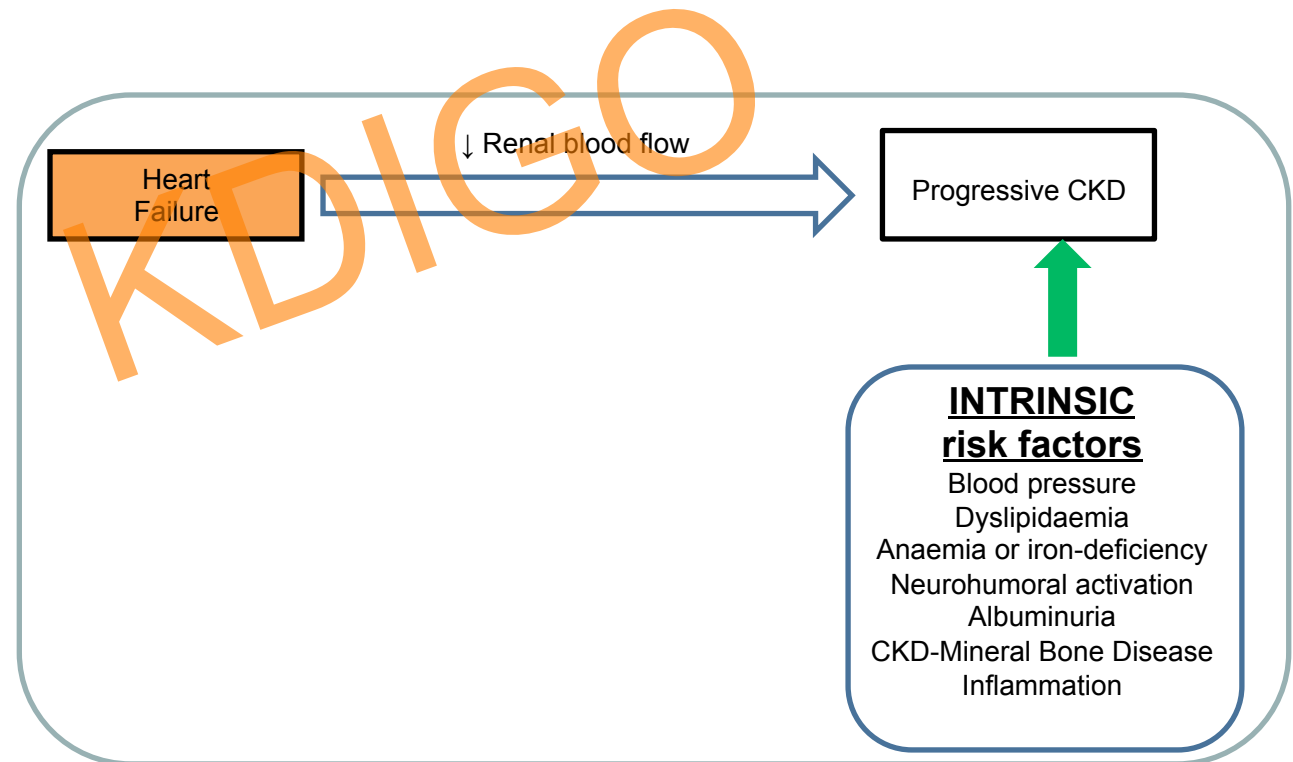 KDIGO
↓ Renal blood flow
Heart
Failure
Progressive CKD
INTRINSIC
risk factors
Blood pressure
Dyslipidaemia
Anaemia or iron-deficiency
Neurohumoral activation
Albuminuria
CKD-Mineral Bone Disease
Inflammation